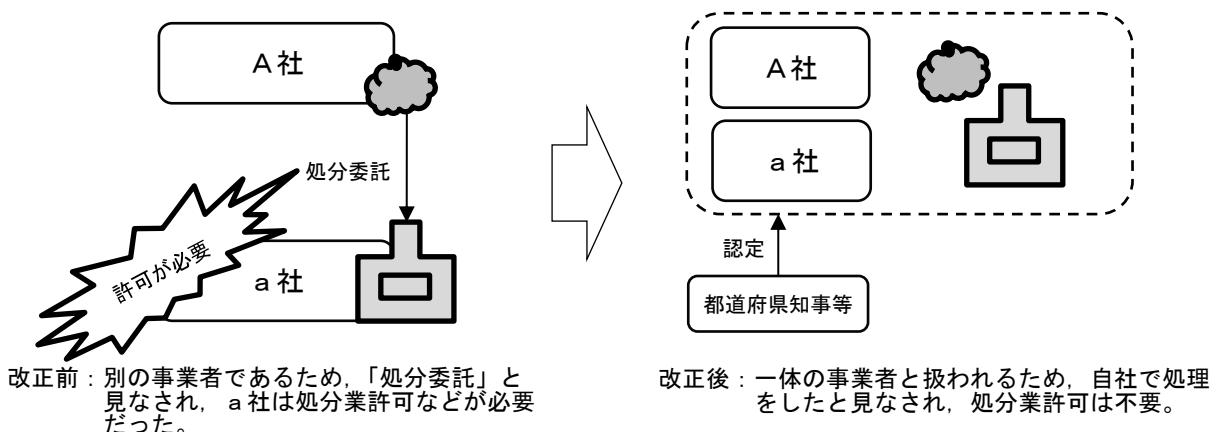 A社
処分委託
許可が必要
a社
改正前：別の事業者であるため，「処分委託」と
見なされ，a社は処分業許可などが必要
だった。
A社
a社
認定
都道府県知事等
改正後：一体の事業者と扱われるため，自社で処理
をしたと見なされ，処分業許可は不要。